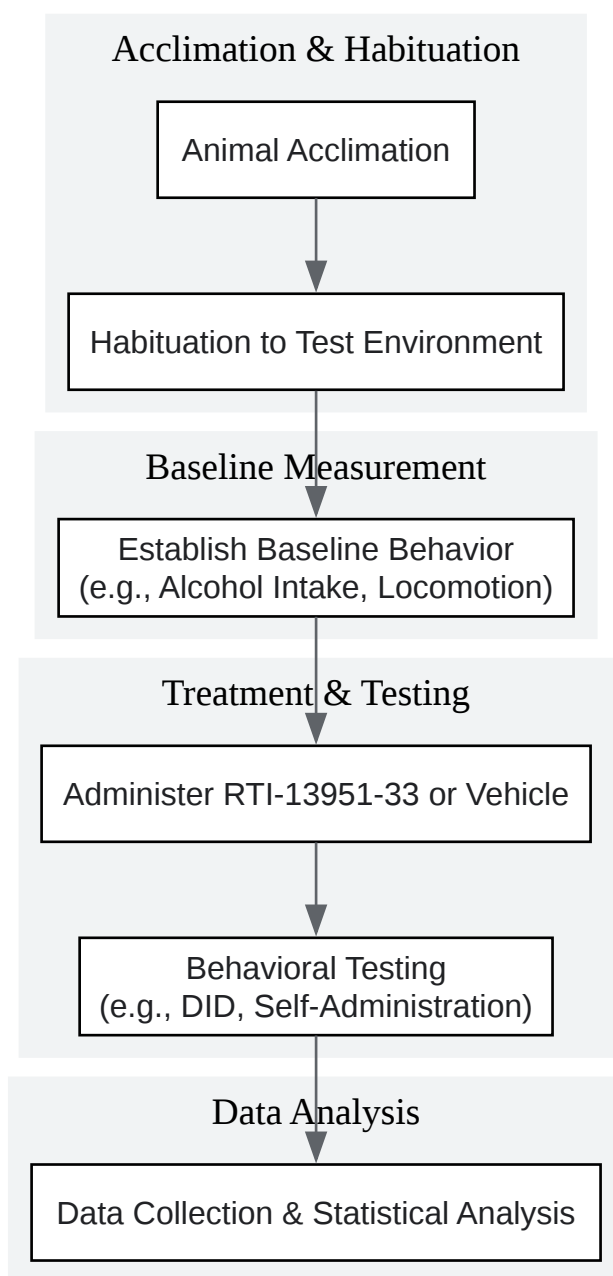 Acclimation & Habituation
Animal Acclimation
Habituation to Test Environment
Baseline Measurement
Establish Baseline Behavior
(e.g., Alcohol Intake, Locomotion)
Treatment & Testing
Administer RTI-13951-33 or Vehicle
Behavioral Testing
(e.g., DID, Self-Administration)
Data Analysis
Data Collection & Statistical Analysis